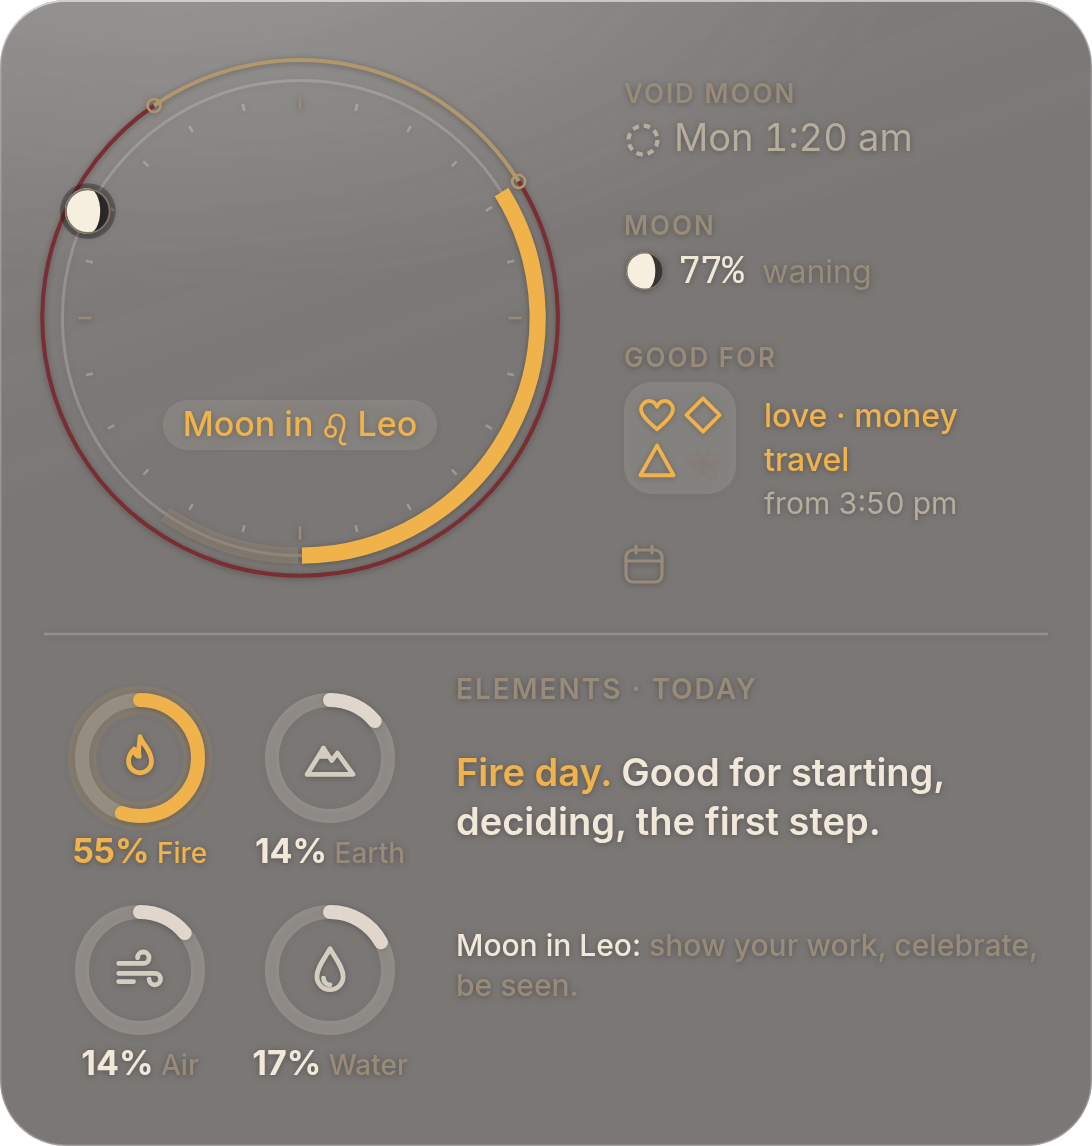 VOID MOON
Mon 1:20 am
MOON
77% waning
GOOD FOR
love · money
travel
from 3:50 pm
Moon in ♌ Leo
ELEMENTS · TODAY
Fire day. Good for starting,
deciding, the first step.
Moon in Leo: show your work, celebrate,
be seen.
55% Fire
14% Earth
14% Air
17% Water